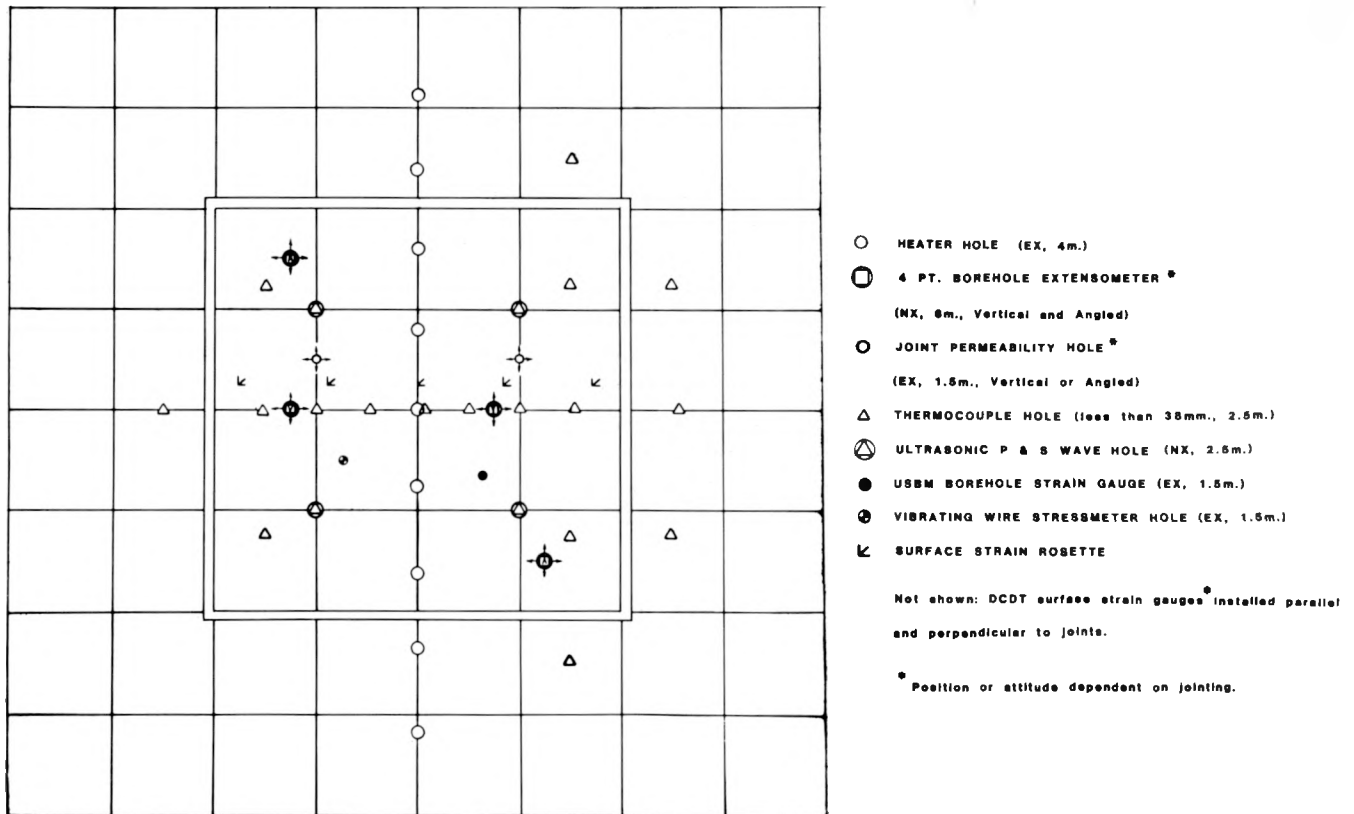 HEATER HOLE (EX, 4m.)
4 PT. BOREHOLE EXTENSOMETER *
(NX, 6m., Vertical and Angled)
JOINT PERMEABILITY HOLE *
(EX, 1.5m., Vertical or Angled)
THERMOCOUPLE HOLE (less than 38mm., 2.5m.)
ULTRASONIC P & S WAVE HOLE (NX, 2.5m.)
USBM BOREHOLE STRAIN GAUGE (EX, 1.5m.)
VIBRATING WIRE STRESSMETER HOLE (EX, 1.5m.)
SURFACE STRAIN ROSETTE
Not shown: DCDT surface strain gauges * installed parallel
and perpendicular to joints.
* Position or attitude dependent on jointing.